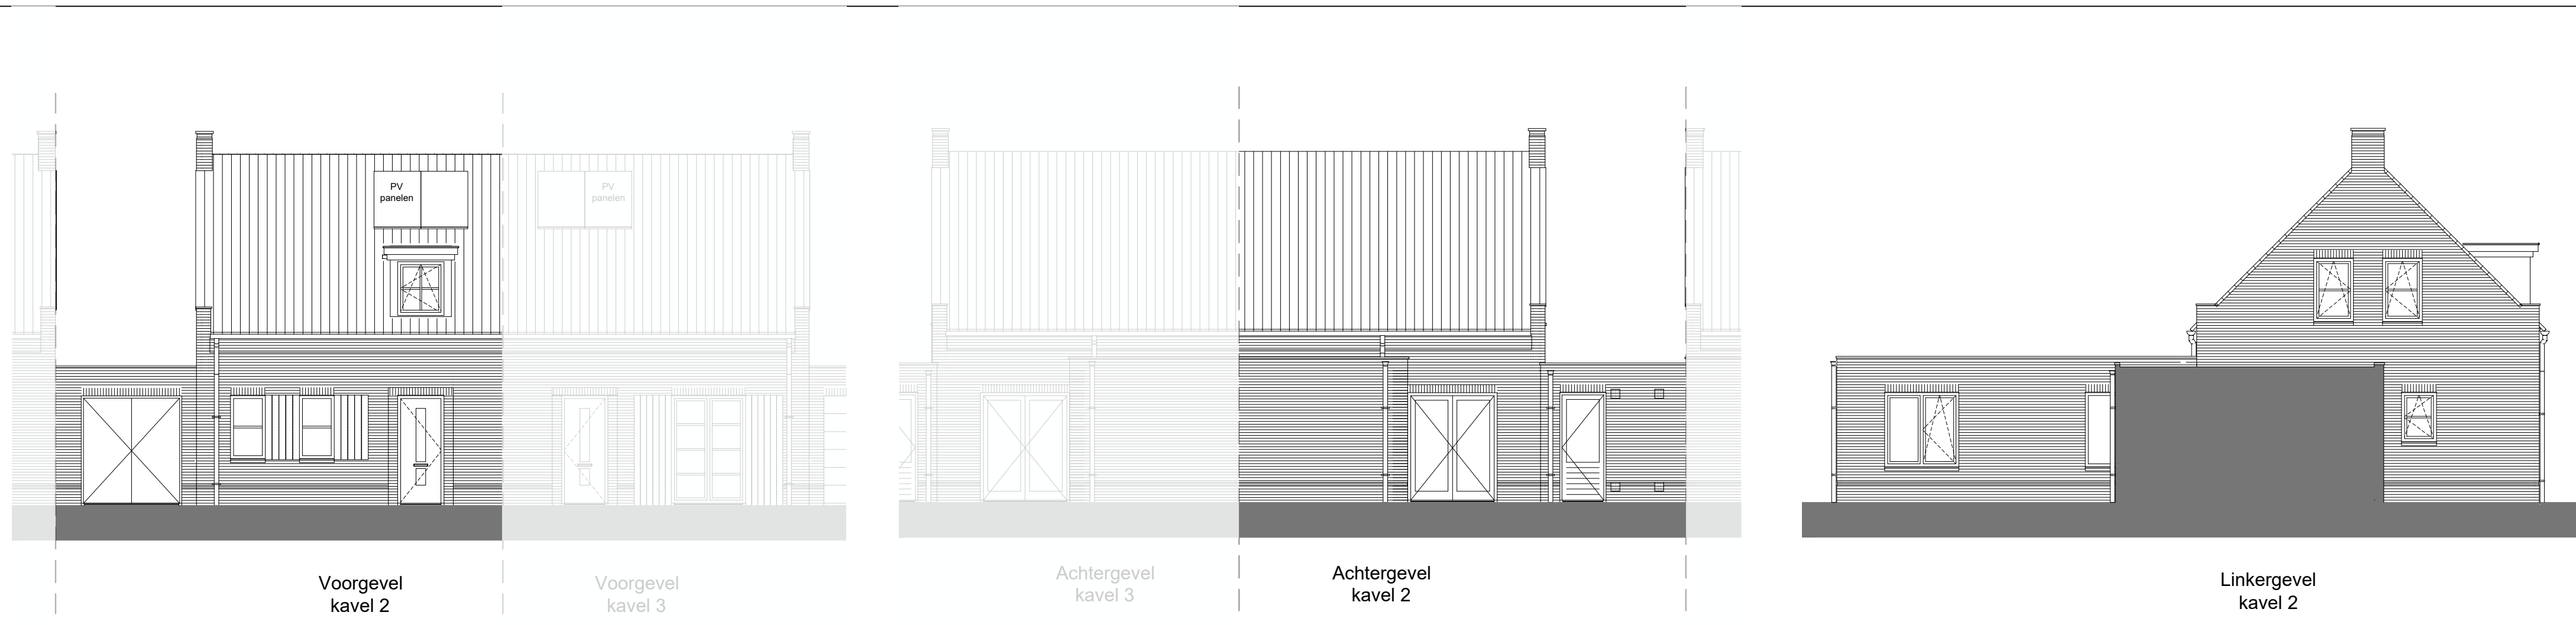 PV
panelen
PV
panelen
Voorgevel
kavel 2
Voorgevel
kavel 3
Achtergevel
kavel 3
Achtergevel
kavel 2
Linkergevel
kavel 2